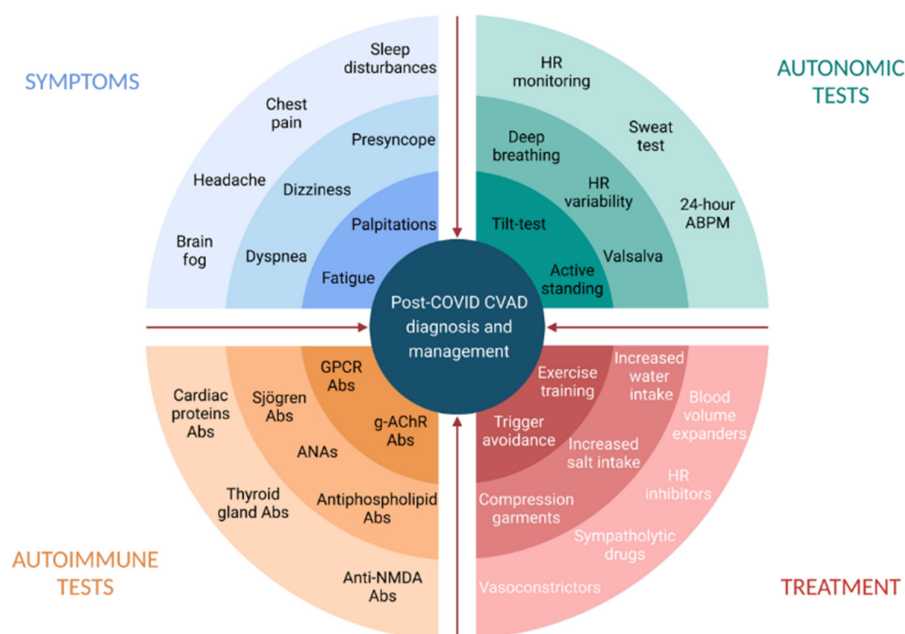 SYMPTOMS
Sleep
disturbances
Chest
pain
Headache
Brain
fog
Presyncope
Dizziness
Dyspnea
Palpitations
Fatigue
AUTONOMIC
TESTS
HR
monitoring
Sweat
test
24-hour
ABPM
Deep
breathing
HR
variability
Valsalva
Tilt-test
Active
standing
Post-COVID CVAD
diagnosis and
management
GPCR
Abs
g-AChR
Abs
Sjögren
Abs
ANAs
Antiphospholipid
Abs
Cardiac
proteins
Abs
Thyroid
gland Abs
Anti-NMDA
Abs
AUTOIMMUNE
TESTS
Exercise
training
Trigger
avoidance
Increased
water
intake
Increased
salt intake
Compression
garments
Blood
volume
expanders
HR
inhibitors
Sympatholytic
drugs
Vasoconstrictors
TREATMENT